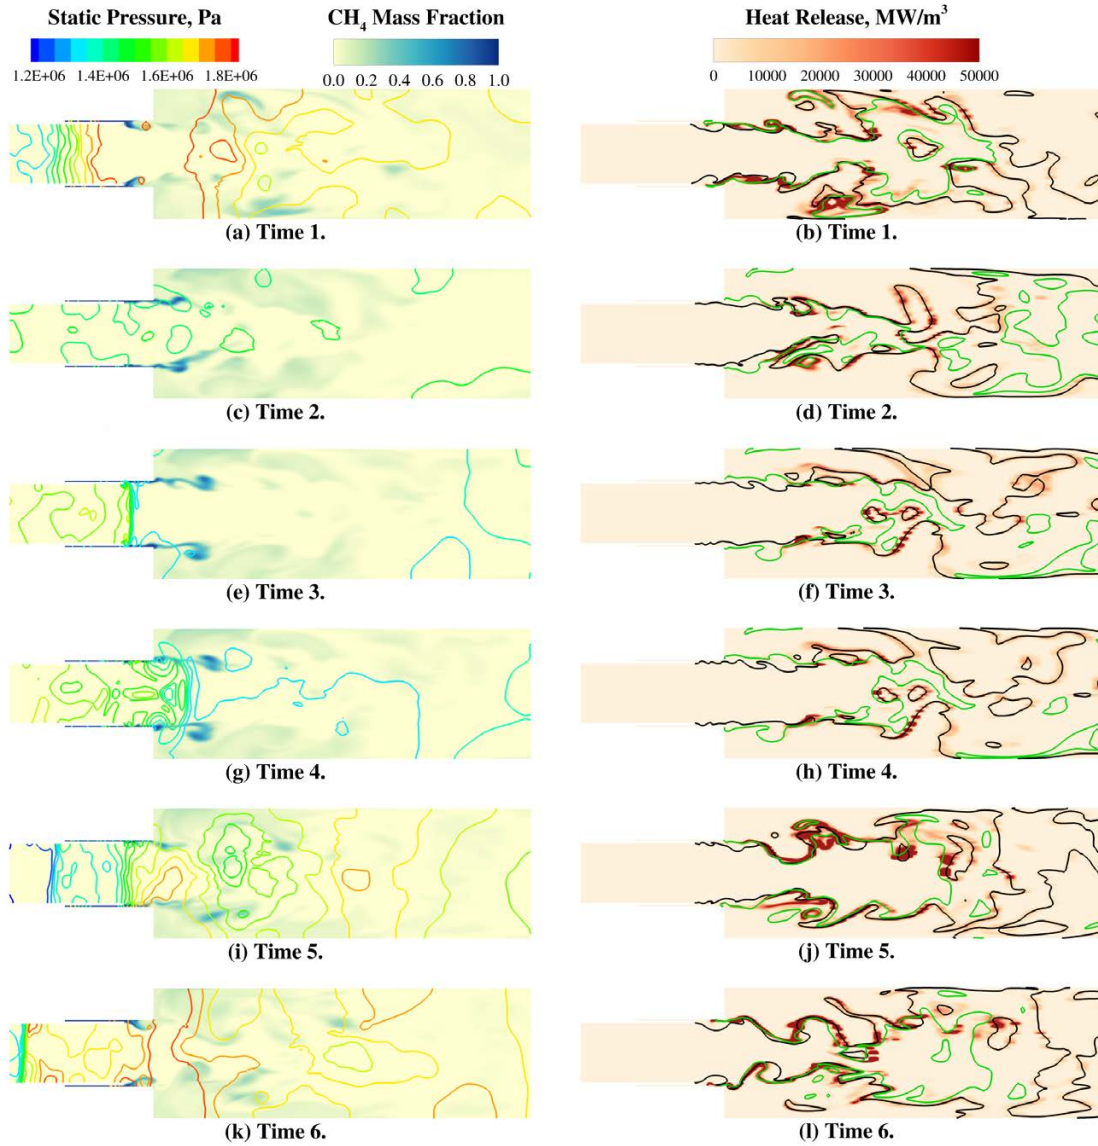 Static Pressure, Pa
CH₄ Mass Fraction
Heat Release, MW/m³
1.2E+06 1.4E+06 1.6E+06 1.8E+06
0.0 0.2 0.4 0.6 0.8 1.0
0 10000 20000 30000 40000 50000
(a) Time 1.
(b) Time 1.
(c) Time 2.
(d) Time 2.
(e) Time 3.
(f) Time 3.
(g) Time 4.
(h) Time 4.
(i) Time 5.
(j) Time 5.
(k) Time 6.
(l) Time 6.